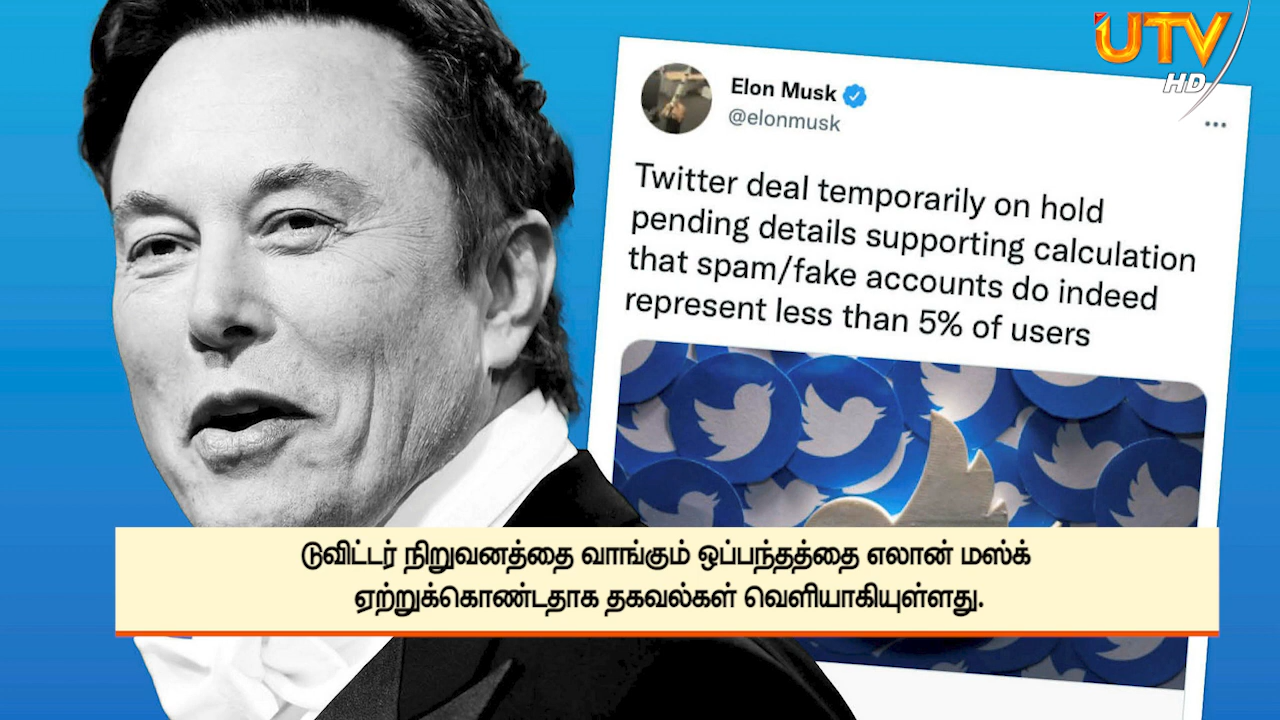 UTV
HD
Elon Musk
@elonmusk
Twitter deal temporarily on hold
pending details supporting calculation
that spam/fake accounts do indeed
represent less than 5% of users
டுவிட்டர் நிறுவனத்தை வாங்கும் ஒப்பந்தத்தை எலான் மஸ்க்
ஏற்றுக்கொண்டதாக தகவல்கள் வெளியாகியுள்ளது.